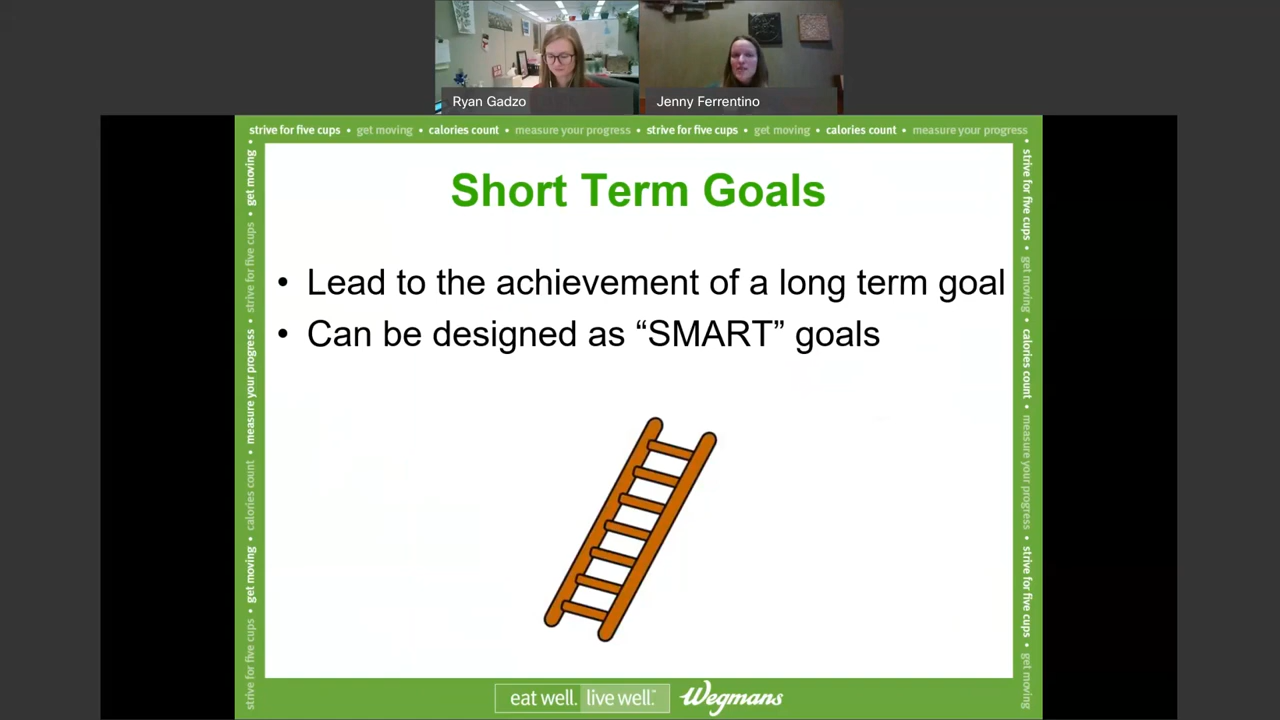 Ryan Gadzo
Jenny Ferrentino
strive for five cups • get moving • calories count • measure your progress • strive for five cups • get moving • calories count • measure your progress
strive for five cups • get moving • calories count • measure your progress • strive for five cups • get moving •
Short Term Goals
• Lead to the achievement of a long term goal
• Can be designed as “SMART” goals
• strive for five cups • get moving • calories count • measure your progress • strive for five cups • get moving
eat well. live well.™ Wegmans